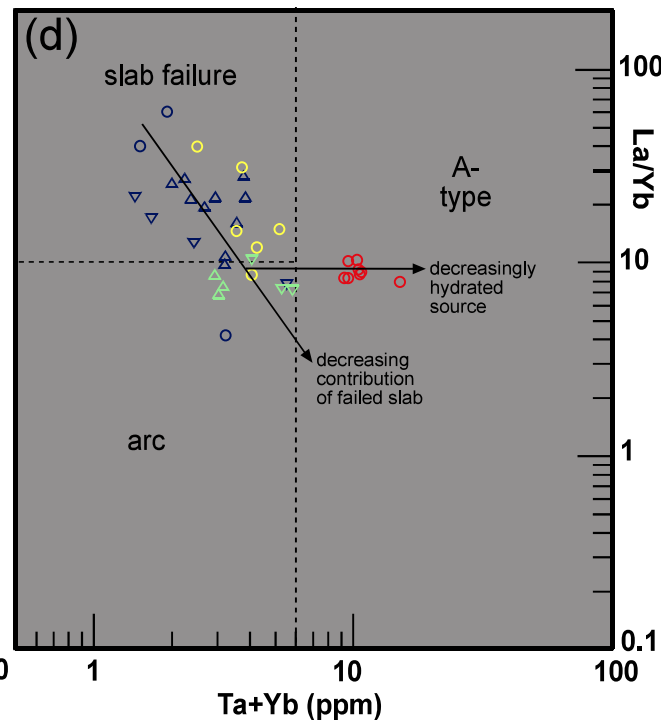 (d)
slab failure
100
La/Yb
A-
type
10
decreasingly
hydrated
source
decreasing
contribution
of failed slab
arc
1
0.1
0
1
10
100
Ta+Yb (ppm)